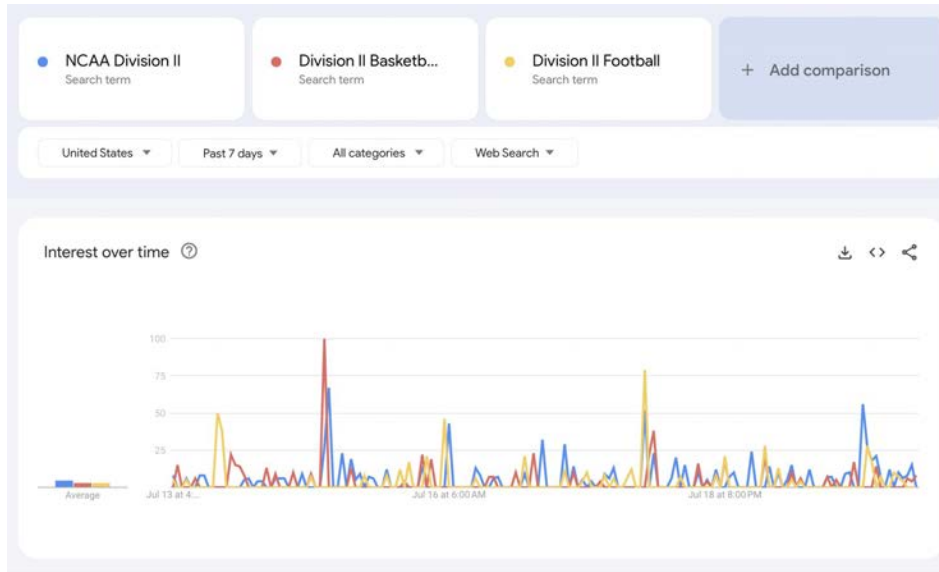 NCAA Division II
Search term
Division II Basketb...
Search term
Division II Football
Search term
+ Add comparison
United States
Past 7 days
All categories
Web Search
Interest over time
100
75
50
25
Average
Jul 13 at 4:...
Jul 16 at 6:00 AM
Jul 18 at 8:00 PM